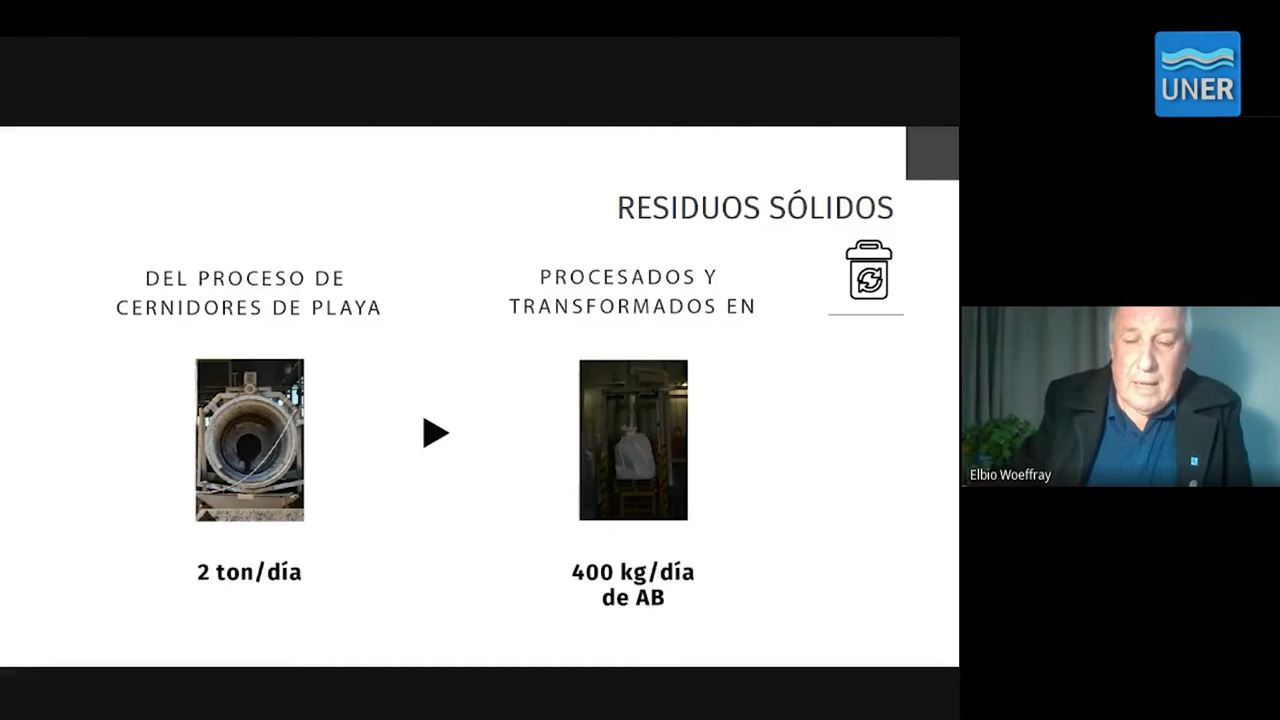 UNER
RESIDUOS SÓLIDOS
DEL PROCESO DE
CERNIDORES DE PLAYA
PROCESADOS Y
TRANSFORMADOS EN
2 ton/día
400 kg/día
de AB
Elbio Woeffray